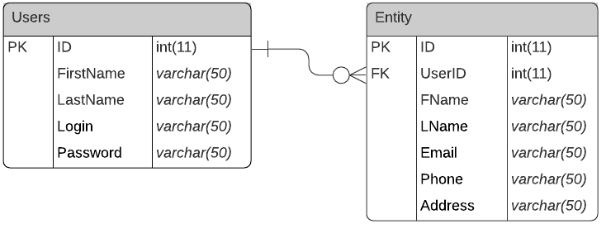 Users
PK ID int(11)
FirstName varchar(50)
LastName varchar(50)
Login varchar(50)
Password varchar(50)
Entity
PK ID int(11)
FK UserID int(11)
FName varchar(50)
LName varchar(50)
Email varchar(50)
Phone varchar(50)
Address varchar(50)